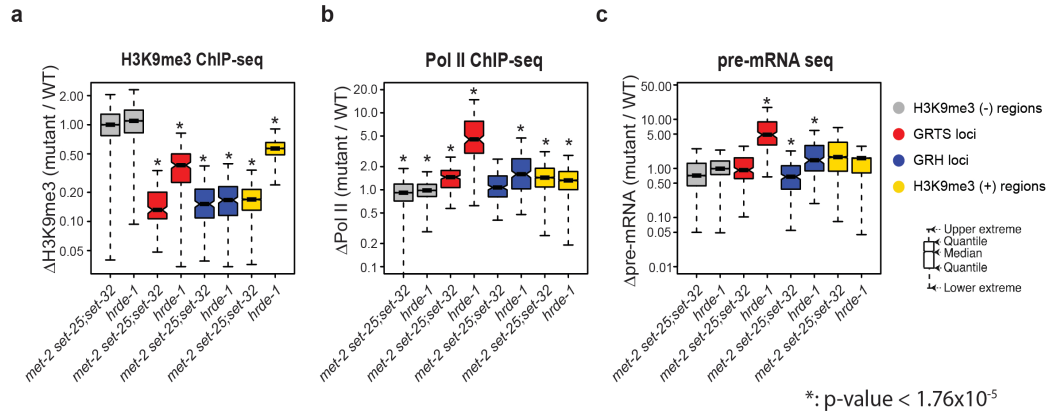 a
H3K9me3 ChIP-seq
ΔH3K9me3 (mutant / WT)
2.00
1.00
0.50
0.20
0.10
0.05
* * * * * *
met-2 set-25;set-32
hrde-1
met-2 set-25;set-32
hrde-1
met-2 set-25;set-32
hrde-1
met-2 set-25;set-32
hrde-1
b
Pol II ChIP-seq
ΔPol II (mutant / WT)
20.0
10.0
5.0
2.0
1.0
0.5
0.2
0.1
* * * * * * *
met-2 set-25;set-32
hrde-1
met-2 set-25;set-32
hrde-1
met-2 set-25;set-32
hrde-1
met-2 set-25;set-32
hrde-1
c
pre-mRNA seq
Δpre-mRNA (mutant / WT)
50.00
10.00
5.00
1.00
0.50
0.10
0.05
0.01
* * *
met-2 set-25;set-32
hrde-1
met-2 set-25;set-32
hrde-1
met-2 set-25;set-32
hrde-1
met-2 set-25;set-32
hrde-1
H3K9me3 (-) regions
GRTS loci
GRH loci
H3K9me3 (+) regions
Upper extreme
Quantile
Median
Quantile
Lower extreme
*: p-value < 1.76x10-5